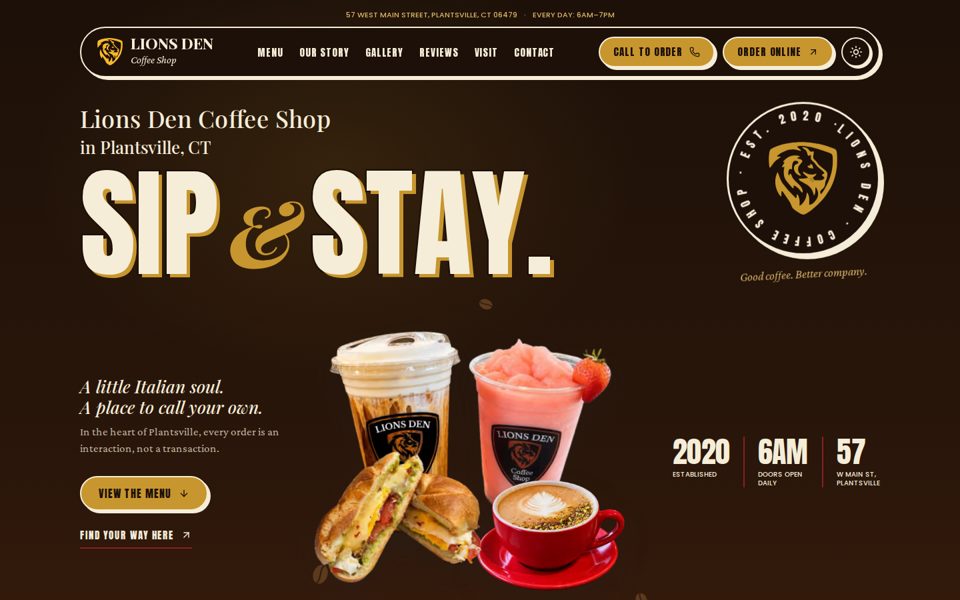 57 WEST MAIN STREET, PLANTSVILLE, CT 06479 · EVERY DAY: 6AM–7PM
LIONS DEN
Coffee Shop
MENU OUR STORY GALLERY REVIEWS VISIT CONTACT
CALL TO ORDER
ORDER ONLINE
Lions Den Coffee Shop
in Plantsville, CT
SIP & STAY.
· EST. 2020 · LIONS DEN · COFFEE SHOP
Good coffee. Better company.
A little Italian soul.
A place to call your own.
In the heart of Plantsville, every order is an
interaction, not a transaction.
VIEW THE MENU
FIND YOUR WAY HERE
LIONS DEN
LIONS DEN
Coffee
Shop
2020
ESTABLISHED
6AM
DOORS OPEN
DAILY
57
W MAIN ST,
PLANTSVILLE